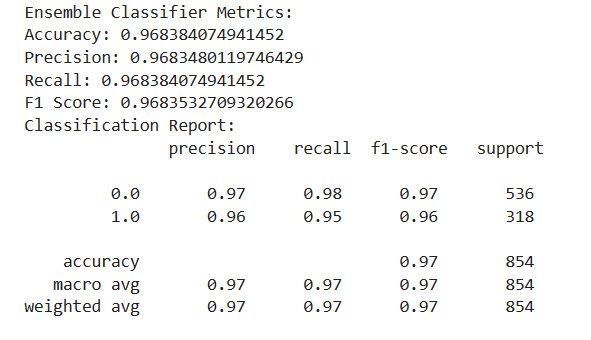 Ensemble Classifier Metrics:
Accuracy: 0.968384074941452
Precision: 0.9683480119746429
Recall: 0.968384074941452
F1 Score: 0.9683532709320266
Classification Report:
precision recall f1-score support
0.0 0.97 0.98 0.97 536
1.0 0.96 0.95 0.96 318
accuracy 0.97 854
macro avg 0.97 0.97 0.97 854
weighted avg 0.97 0.97 0.97 854